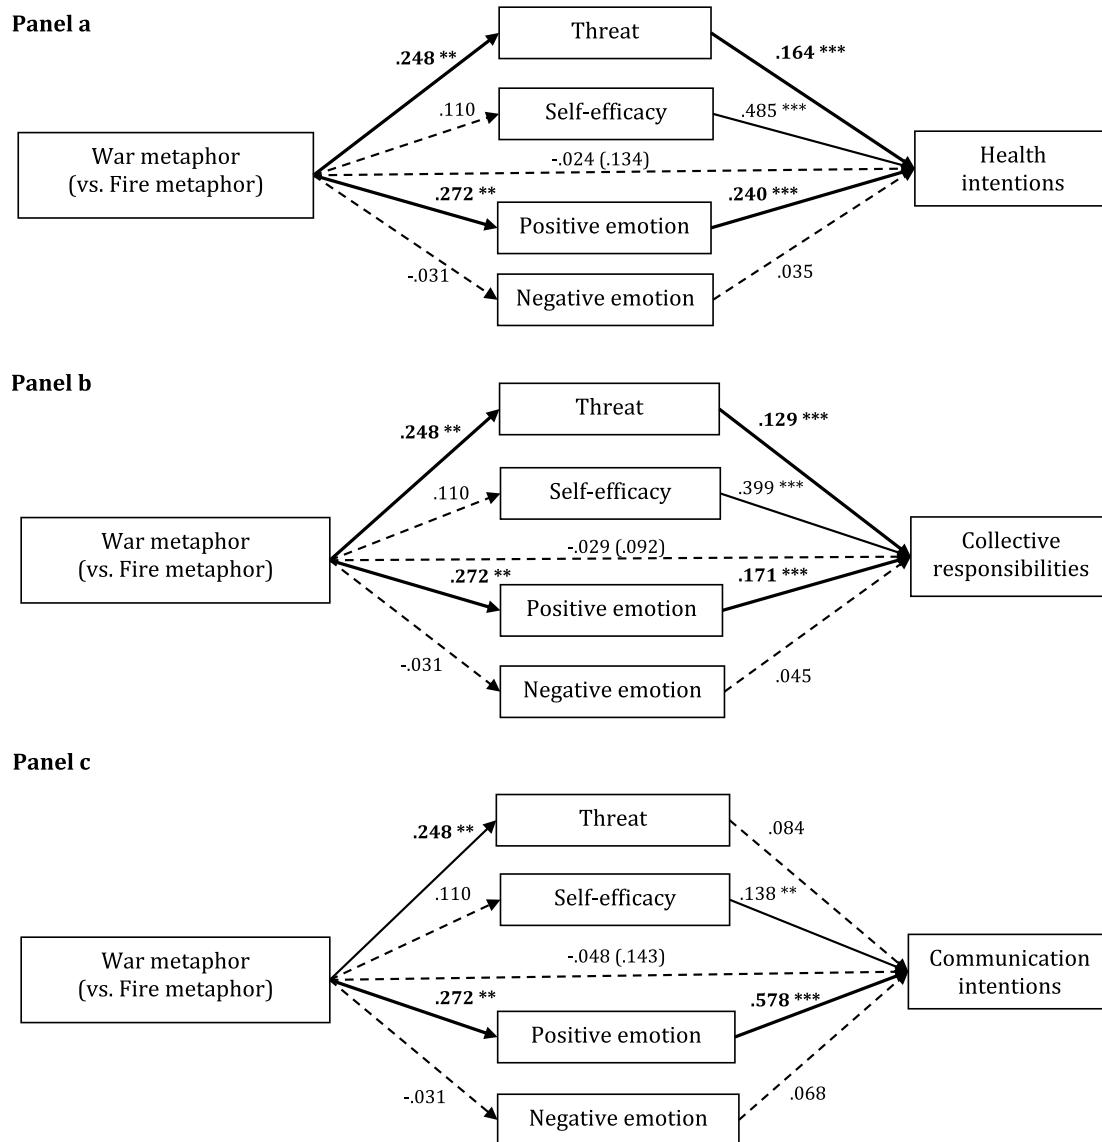 Panel a
Threat
.248 **
.164 ***
.110
Self-efficacy
.485 ***
War metaphor
(vs. Fire metaphor)
-.024 (.134)
Health
intentions
.272 **
Positive emotion
.240 ***
-.031
Negative emotion
.035
Panel b
Threat
.248 **
.129 ***
.110
Self-efficacy
.399 ***
War metaphor
(vs. Fire metaphor)
-.029 (.092)
Collective
responsibilities
.272 **
Positive emotion
.171 ***
-.031
Negative emotion
.045
Panel c
Threat
.248 **
.084
.110
Self-efficacy
.138 **
War metaphor
(vs. Fire metaphor)
-.048 (.143)
Communication
intentions
.272 **
Positive emotion
.578 ***
-.031
Negative emotion
.068